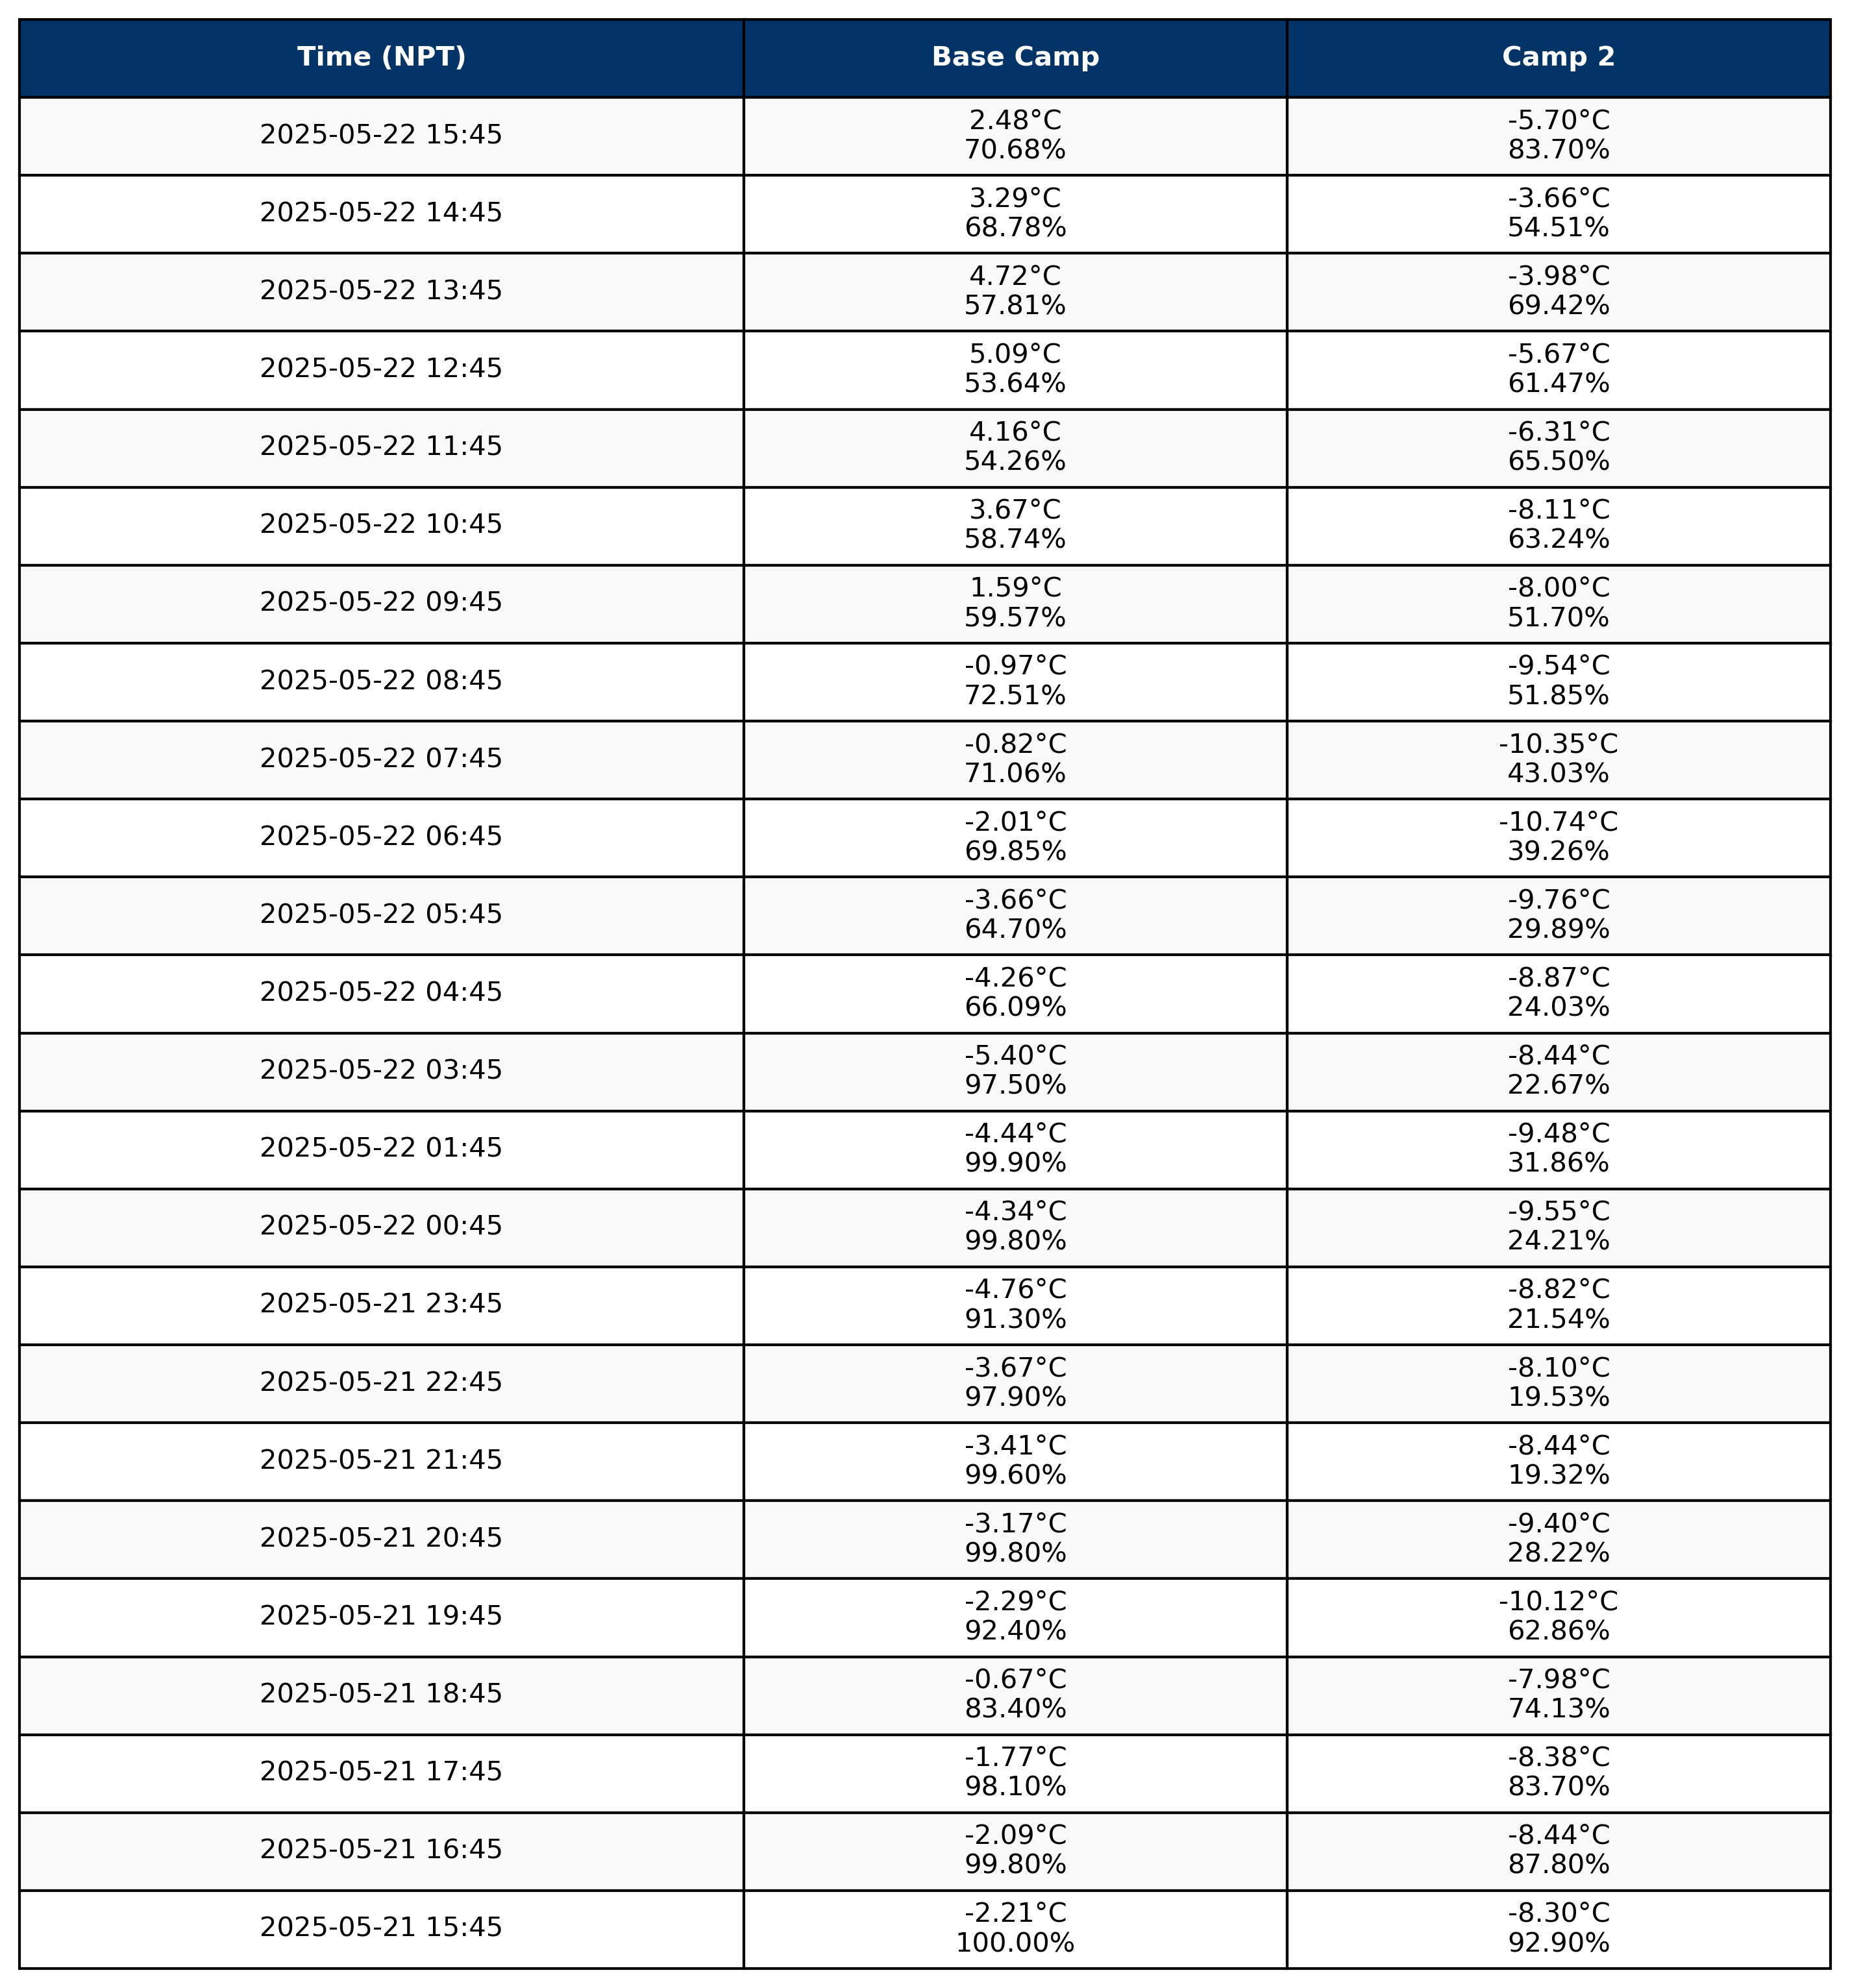 Time (NPT) Base Camp Camp 2
2025-05-22 15:45 2.48°C -5.70°C
70.68% 83.70%
2025-05-22 14:45 3.29°C -3.66°C
68.78% 54.51%
2025-05-22 13:45 4.72°C -3.98°C
57.81% 69.42%
2025-05-22 12:45 5.09°C -5.67°C
53.64% 61.47%
2025-05-22 11:45 4.16°C -6.31°C
54.26% 65.50%
2025-05-22 10:45 3.67°C -8.11°C
58.74% 63.24%
2025-05-22 09:45 1.59°C -8.00°C
59.57% 51.70%
2025-05-22 08:45 -0.97°C -9.54°C
72.51% 51.85%
2025-05-22 07:45 -0.82°C -10.35°C
71.06% 43.03%
2025-05-22 06:45 -2.01°C -10.74°C
69.85% 39.26%
2025-05-22 05:45 -3.66°C -9.76°C
64.70% 29.89%
2025-05-22 04:45 -4.26°C -8.87°C
66.09% 24.03%
2025-05-22 03:45 -5.40°C -8.44°C
97.50% 22.67%
2025-05-22 01:45 -4.44°C -9.48°C
99.90% 31.86%
2025-05-22 00:45 -4.34°C -9.55°C
99.80% 24.21%
2025-05-21 23:45 -4.76°C -8.82°C
91.30% 21.54%
2025-05-21 22:45 -3.67°C -8.10°C
97.90% 19.53%
2025-05-21 21:45 -3.41°C -8.44°C
99.60% 19.32%
2025-05-21 20:45 -3.17°C -9.40°C
99.80% 28.22%
2025-05-21 19:45 -2.29°C -10.12°C
92.40% 62.86%
2025-05-21 18:45 -0.67°C -7.98°C
83.40% 74.13%
2025-05-21 17:45 -1.77°C -8.38°C
98.10% 83.70%
2025-05-21 16:45 -2.09°C -8.44°C
99.80% 87.80%
2025-05-21 15:45 -2.21°C -8.30°C
100.00% 92.90%